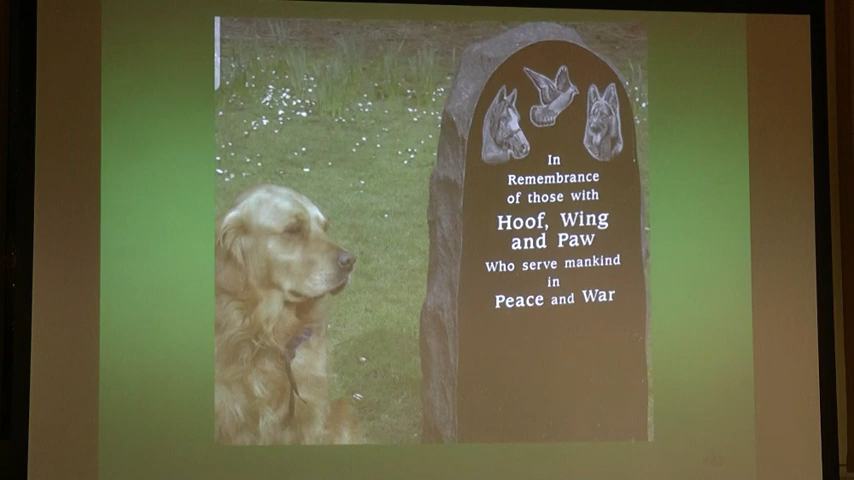 In
Remembrance
of those with
Hoof, Wing
and Paw
Who serve mankind
in
Peace and War